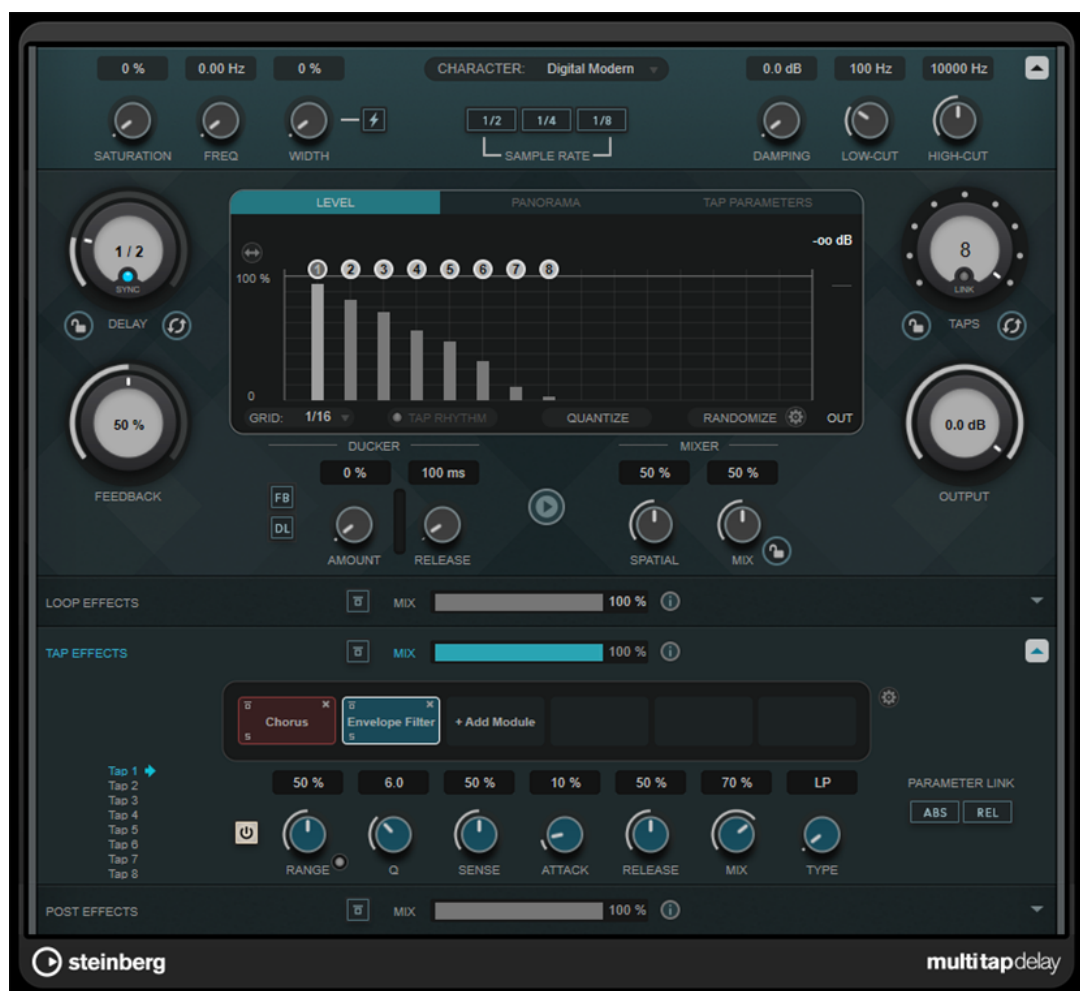 0 %
0.00 Hz
0 %
CHARACTER: Digital Modern
0.0 dB
100 Hz
10000 Hz
1/2
1/4
1/8
SATURATION
FREQ
WIDTH
SAMPLE RATE
DAMPING
LOW-CUT
HIGH-CUT
LEVEL
PANORAMA
TAP PARAMETERS
1 / 2
SYNC
DELAY
-oo dB
100 %
1 2 3 4 5 6 7 8
0
8
LINK
TAPS
GRID: 1/16
TAP RHYTHM
QUANTIZE
RANDOMIZE
OUT
50 %
FEEDBACK
0.0 dB
OUTPUT
DUCKER
MIXER
0 %
100 ms
50 %
50 %
FB
DL
AMOUNT
RELEASE
SPATIAL
MIX
LOOP EFFECTS
MIX
100 %
i
TAP EFFECTS
MIX
100 %
i
Chorus
S
Envelope Filter
S
+ Add Module
Tap 1
Tap 2
Tap 3
Tap 4
Tap 5
Tap 6
Tap 7
Tap 8
50 %
6.0
50 %
10 %
50 %
70 %
LP
RANGE
Q
SENSE
ATTACK
RELEASE
MIX
TYPE
PARAMETER LINK
ABS
REL
POST EFFECTS
MIX
100 %
i
steinberg
multitapdelay